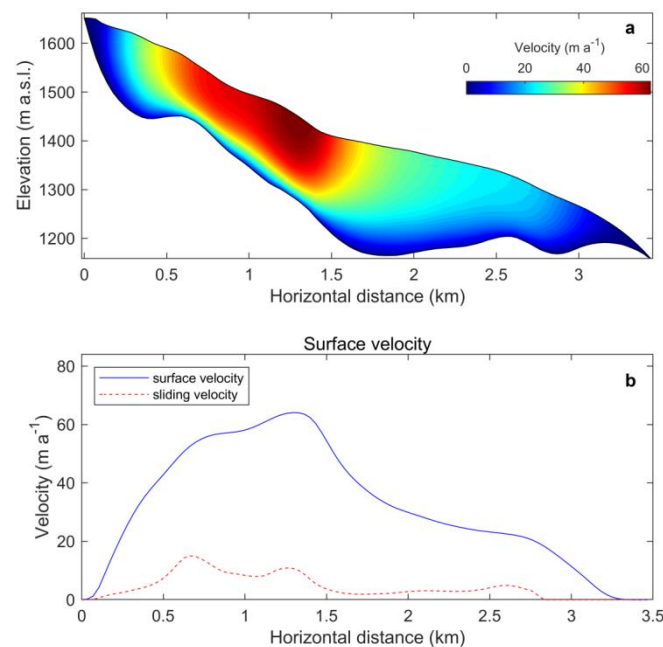 a
Velocity (m a⁻¹)
0 20 40 60
1600
1500
1400
1300
1200
Elevation (m a.s.l.)
0 0.5 1 1.5 2 2.5 3
Horizontal distance (km)
Surface velocity
b
surface velocity
sliding velocity
80
60
40
20
0
Velocity (m a⁻¹)
0 0.5 1 1.5 2 2.5 3 3.5
Horizontal distance (km)